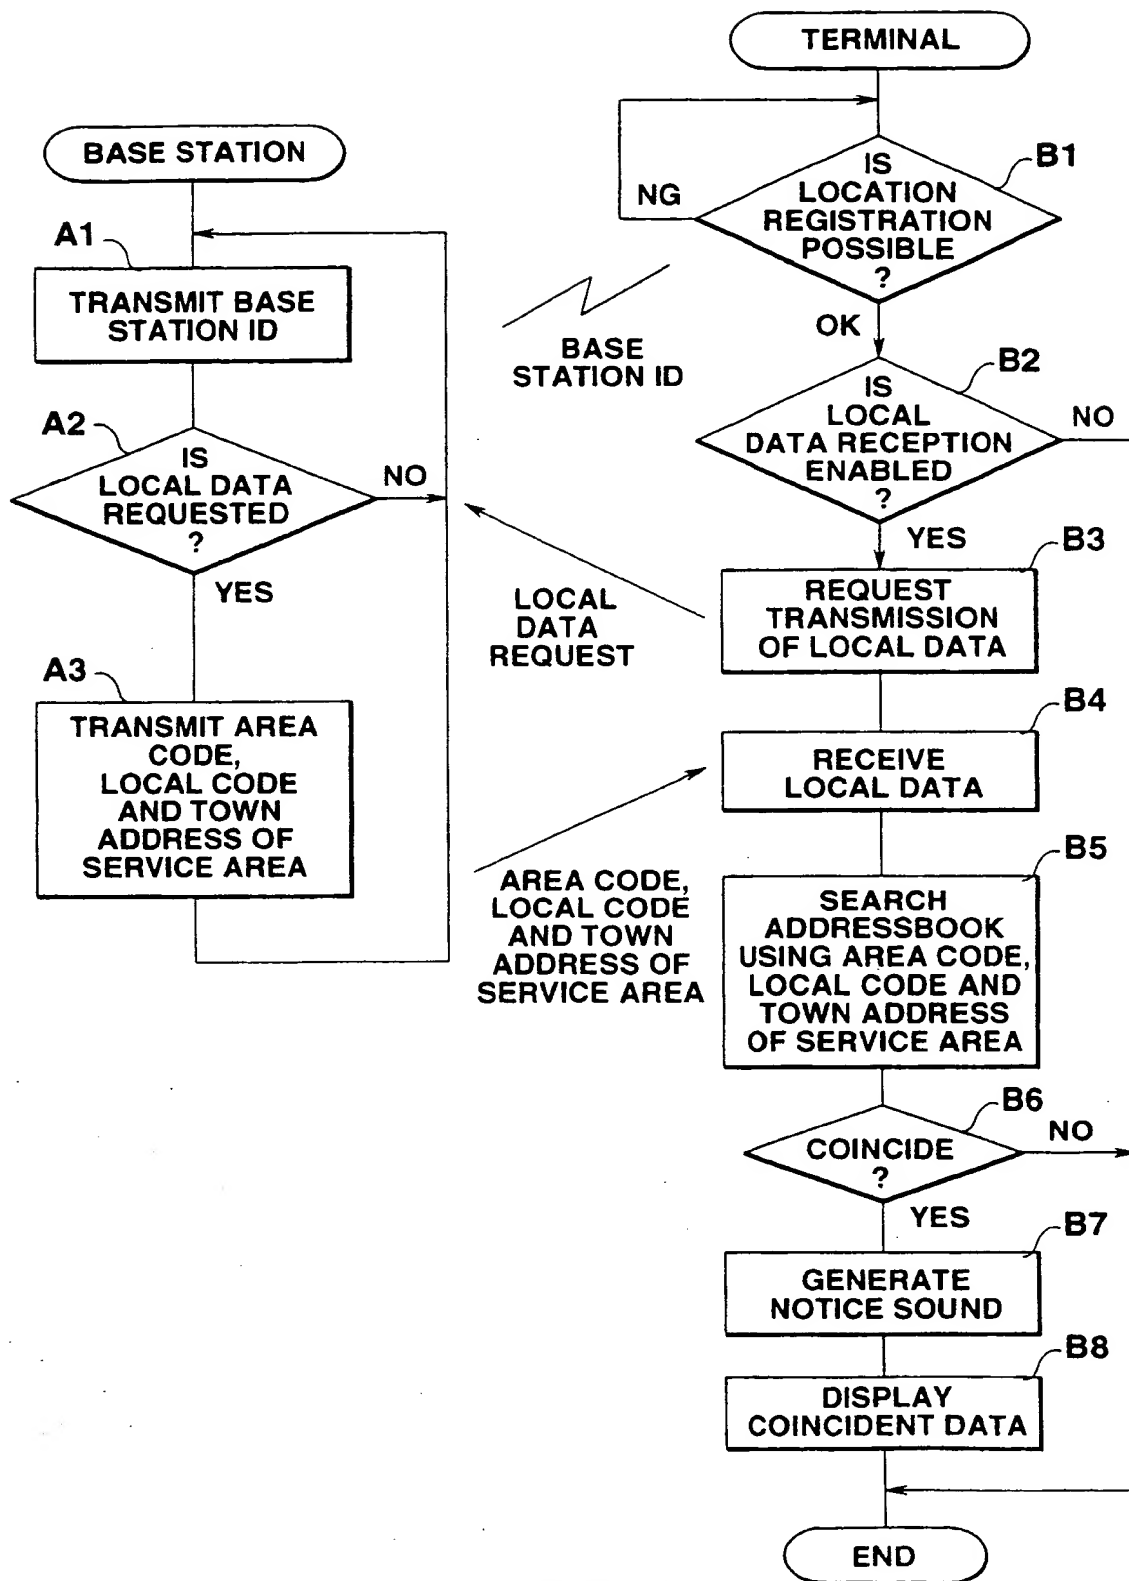 BASE STATION
A1
TRANSMIT BASE
STATION ID
A2
IS
LOCAL DATA
REQUESTED
?
NO
YES
A3
TRANSMIT AREA
CODE,
LOCAL CODE
AND TOWN
ADDRESS OF
SERVICE AREA
BASE
STATION ID
LOCAL
DATA
REQUEST
AREA CODE,
LOCAL CODE
AND TOWN
ADDRESS OF
SERVICE AREA
TERMINAL
B1
IS
LOCATION
REGISTRATION
POSSIBLE
?
NG
OK
B2
IS
LOCAL
DATA RECEPTION
ENABLED
?
NO
YES
B3
REQUEST
TRANSMISSION
OF LOCAL DATA
B4
RECEIVE
LOCAL DATA
B5
SEARCH
ADDRESSBOOK
USING AREA CODE,
LOCAL CODE AND
TOWN ADDRESS
OF SERVICE AREA
B6
COINCIDE
?
NO
YES
B7
GENERATE
NOTICE SOUND
B8
DISPLAY
COINCIDENT DATA
END